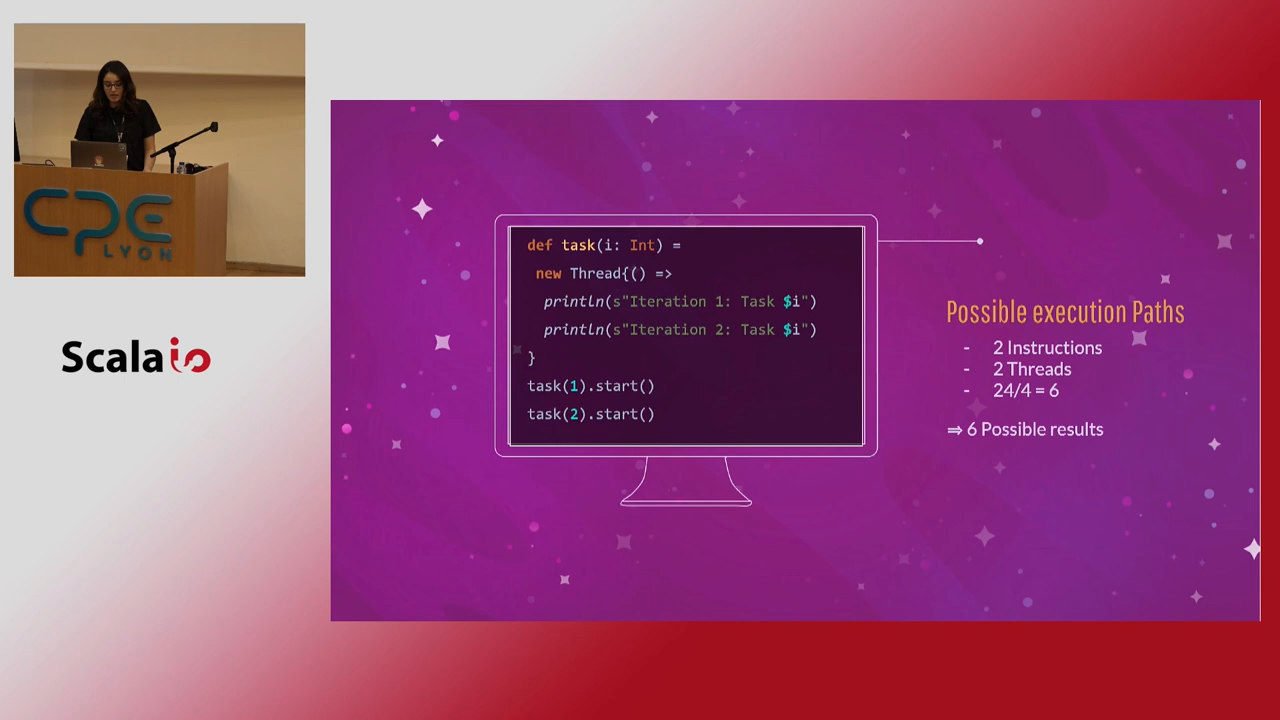 CPE
LYON
Scala io
def task(i: Int) =
new Thread{() =>
println(s"Iteration 1: Task $i")
println(s"Iteration 2: Task $i")
}
task(1).start()
task(2).start()
Possible execution Paths
- 2 Instructions
- 2 Threads
- 24/4 = 6
⇒ 6 Possible results